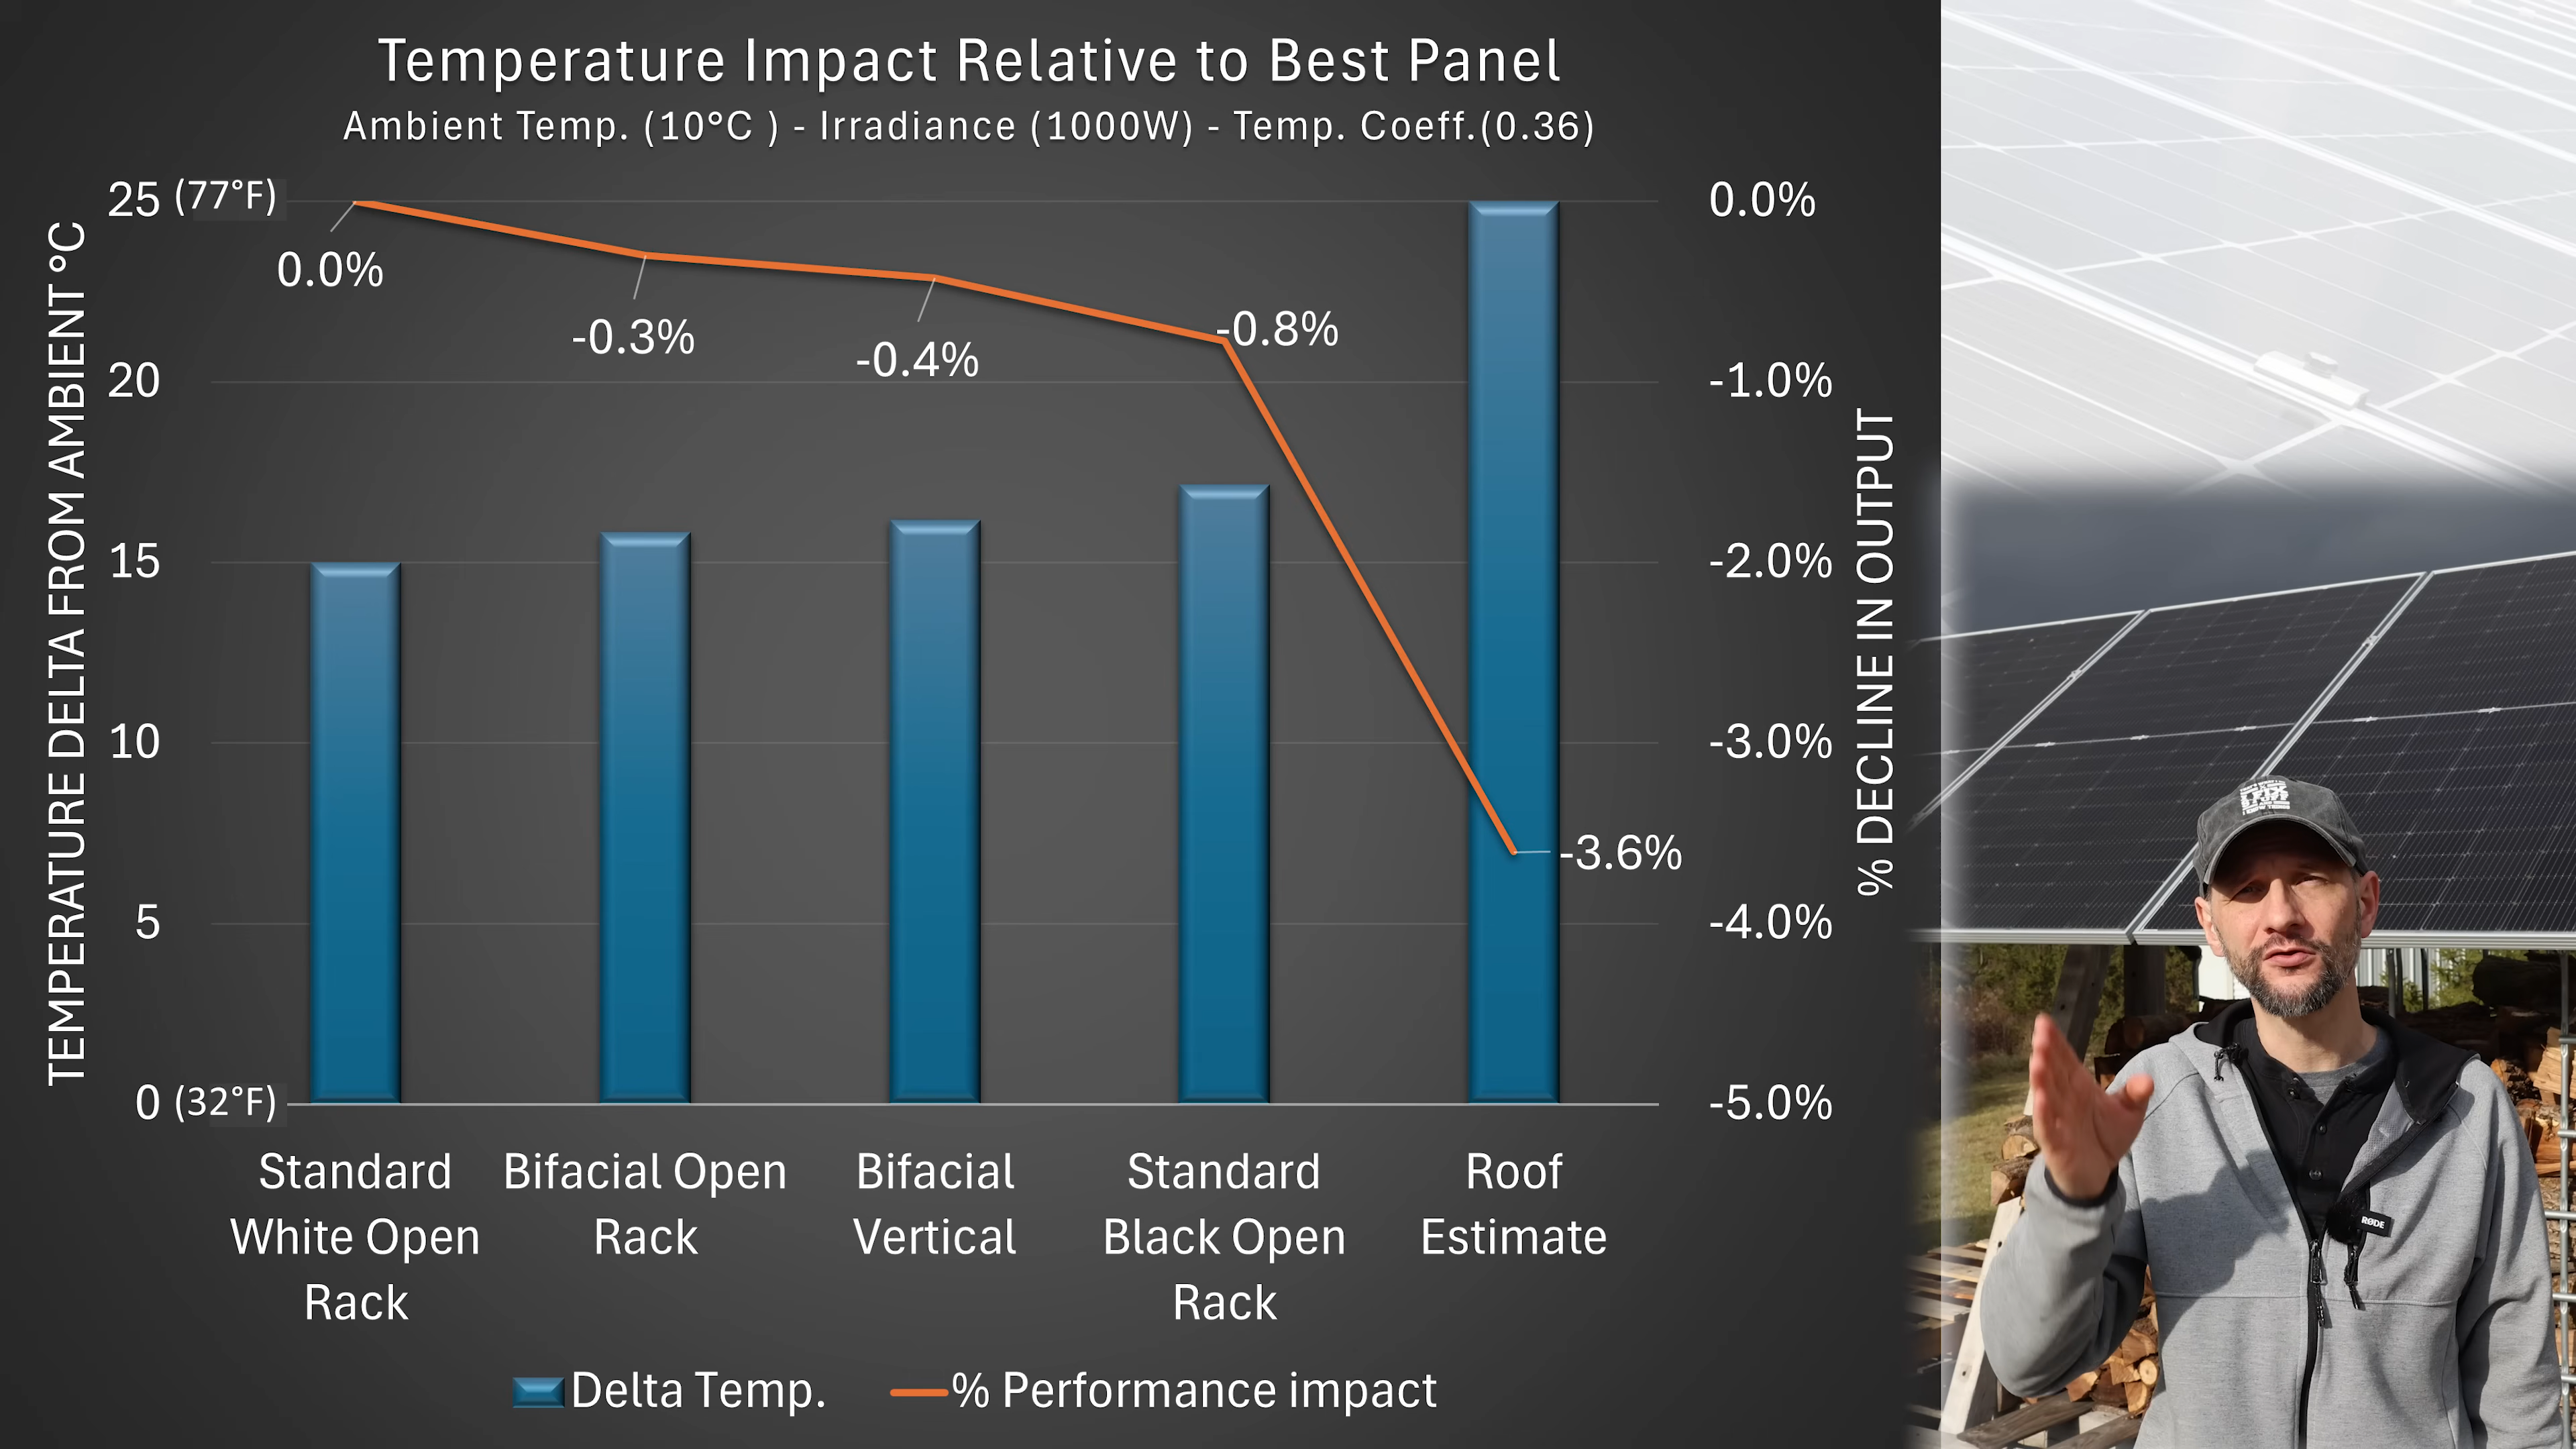 Temperature Impact Relative to Best Panel
Ambient Temp. (10°C ) - Irradiance (1000W) - Temp. Coeff.(0.36)
TEMPERATURE DELTA FROM AMBIENT °C
25 (77°F)
20
15
10
5
0 (32°F)
0.0%
-0.3%
-0.4%
-0.8%
-3.6%
0.0%
-1.0%
-2.0%
-3.0%
-4.0%
-5.0%
% DECLINE IN OUTPUT
Standard
White Open
Rack
Bifacial Open
Rack
Bifacial
Vertical
Standard
Black Open
Rack
Roof
Estimate
Delta Temp.
% Performance impact
RØDE